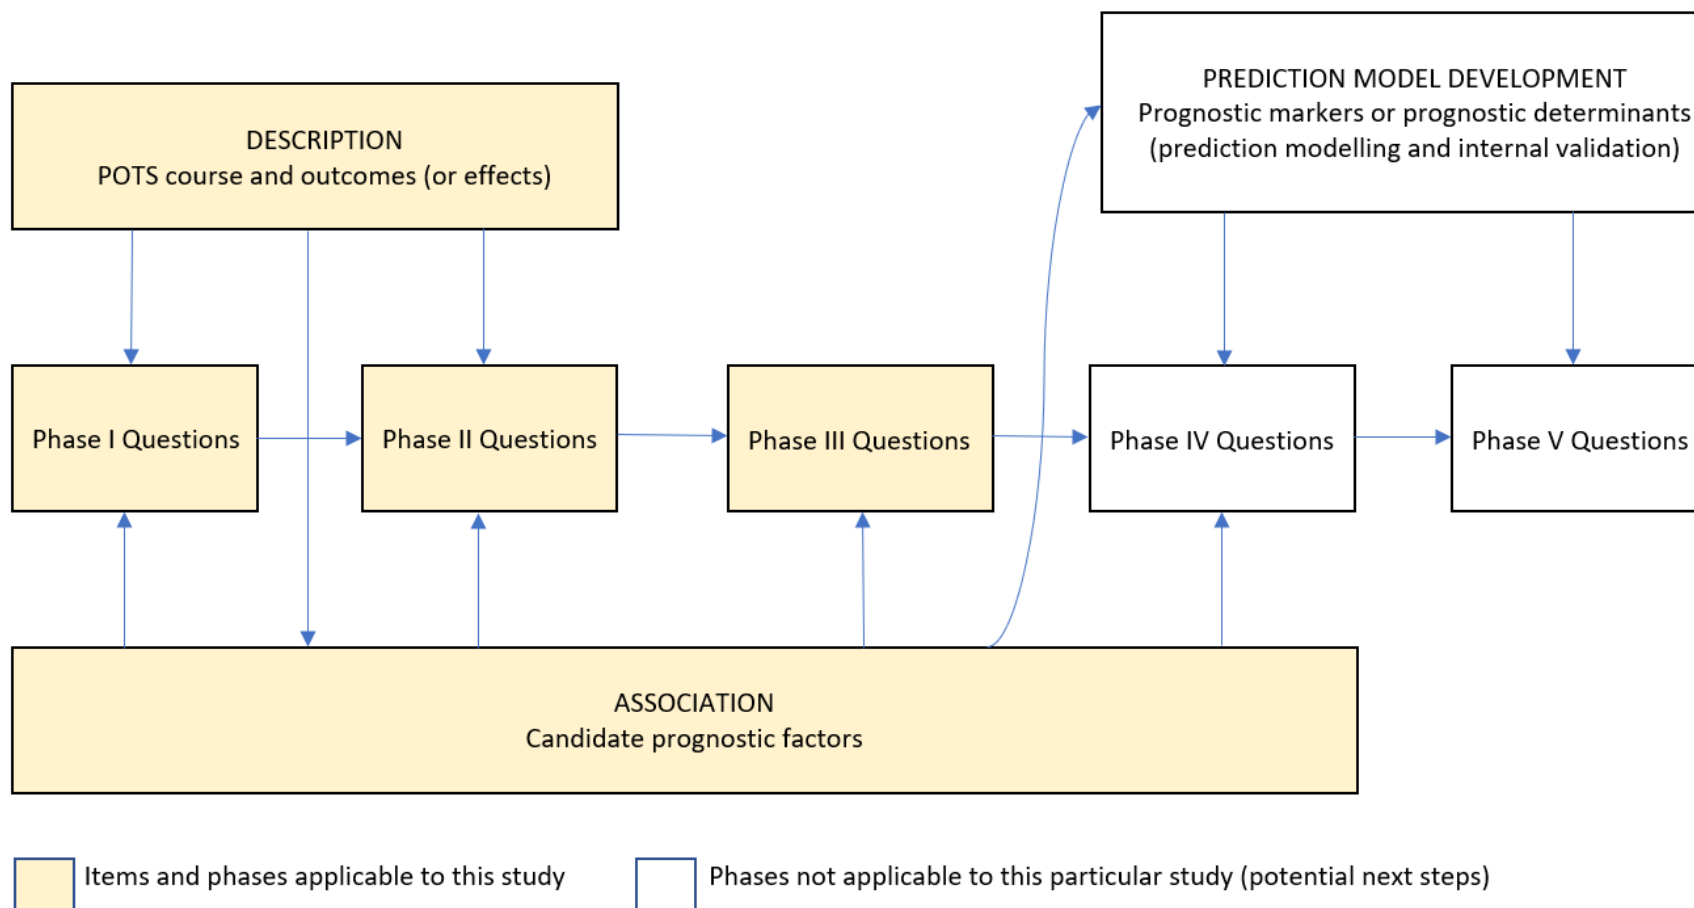 PREDICTION MODEL DEVELOPMENT
Prognostic markers or prognostic determinants
(prediction modelling and internal validation)
DESCRIPTION
POTS course and outcomes (or effects)
Phase I Questions
Phase II Questions
Phase III Questions
Phase IV Questions
Phase V Questions
ASSOCIATION
Candidate prognostic factors
Items and phases applicable to this study
Phases not applicable to this particular study (potential next steps)